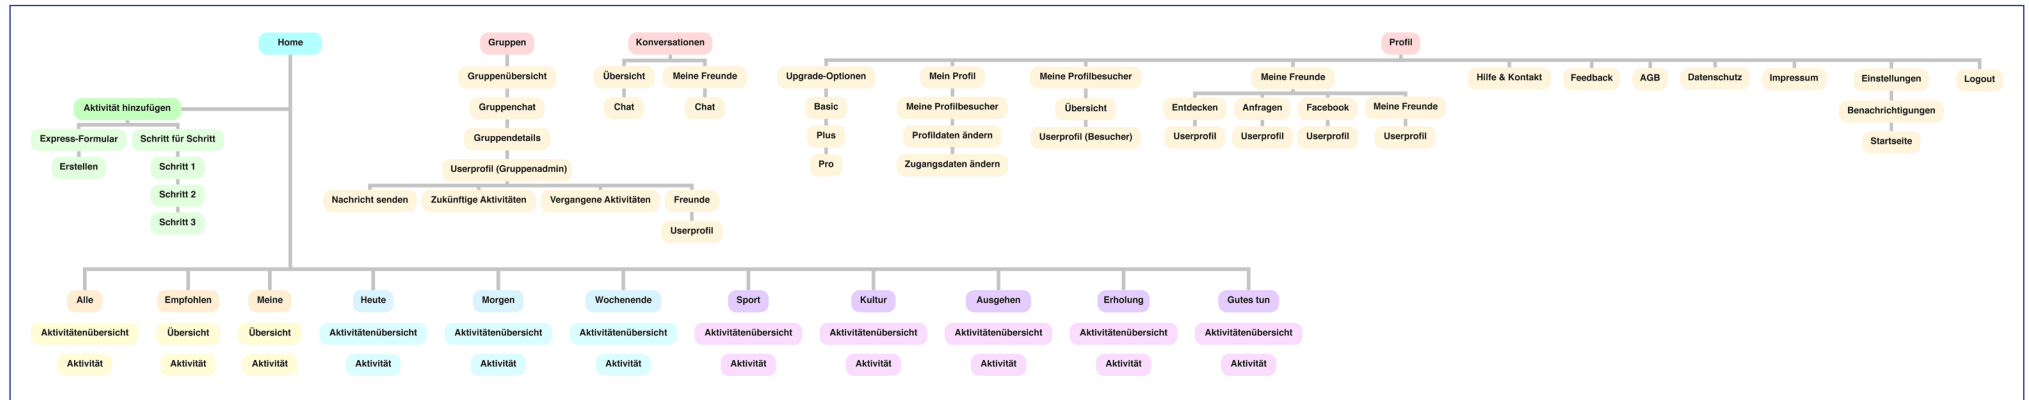 Home
Gruppen
Konversationen
Profil
Gruppenübersicht
Übersicht
Meine Freunde
Upgrade-Optionen
Mein Profil
Meine Profilbesucher
Meine Freunde
Hilfe & Kontakt
Feedback
AGB
Datenschutz
Impressum
Einstellungen
Logout
Aktivität hinzufügen
Gruppenchat
Chat
Chat
Basic
Meine Profilbesucher
Übersicht
Entdecken
Anfragen
Facebook
Meine Freunde
Benachrichtigungen
Express-Formular
Schritt für Schritt
Gruppendetails
Plus
Profildaten ändern
Userprofil (Besucher)
Userprofil
Userprofil
Userprofil
Userprofil
Startseite
Erstellen
Schritt 1
Userprofil (Gruppenadmin)
Pro
Zugangsdaten ändern
Schritt 2
Nachricht senden
Zukünftige Aktivitäten
Vergangene Aktivitäten
Freunde
Schritt 3
Userprofil
Alle
Empfohlen
Meine
Heute
Morgen
Wochenende
Sport
Kultur
Ausgehen
Erholung
Gutes tun
Aktivitätenübersicht
Übersicht
Übersicht
Aktivitätenübersicht
Aktivitätenübersicht
Aktivitätenübersicht
Aktivitätenübersicht
Aktivitätenübersicht
Aktivitätenübersicht
Aktivitätenübersicht
Aktivitätenübersicht
Aktivität
Aktivität
Aktivität
Aktivität
Aktivität
Aktivität
Aktivität
Aktivität
Aktivität
Aktivität
Aktivität